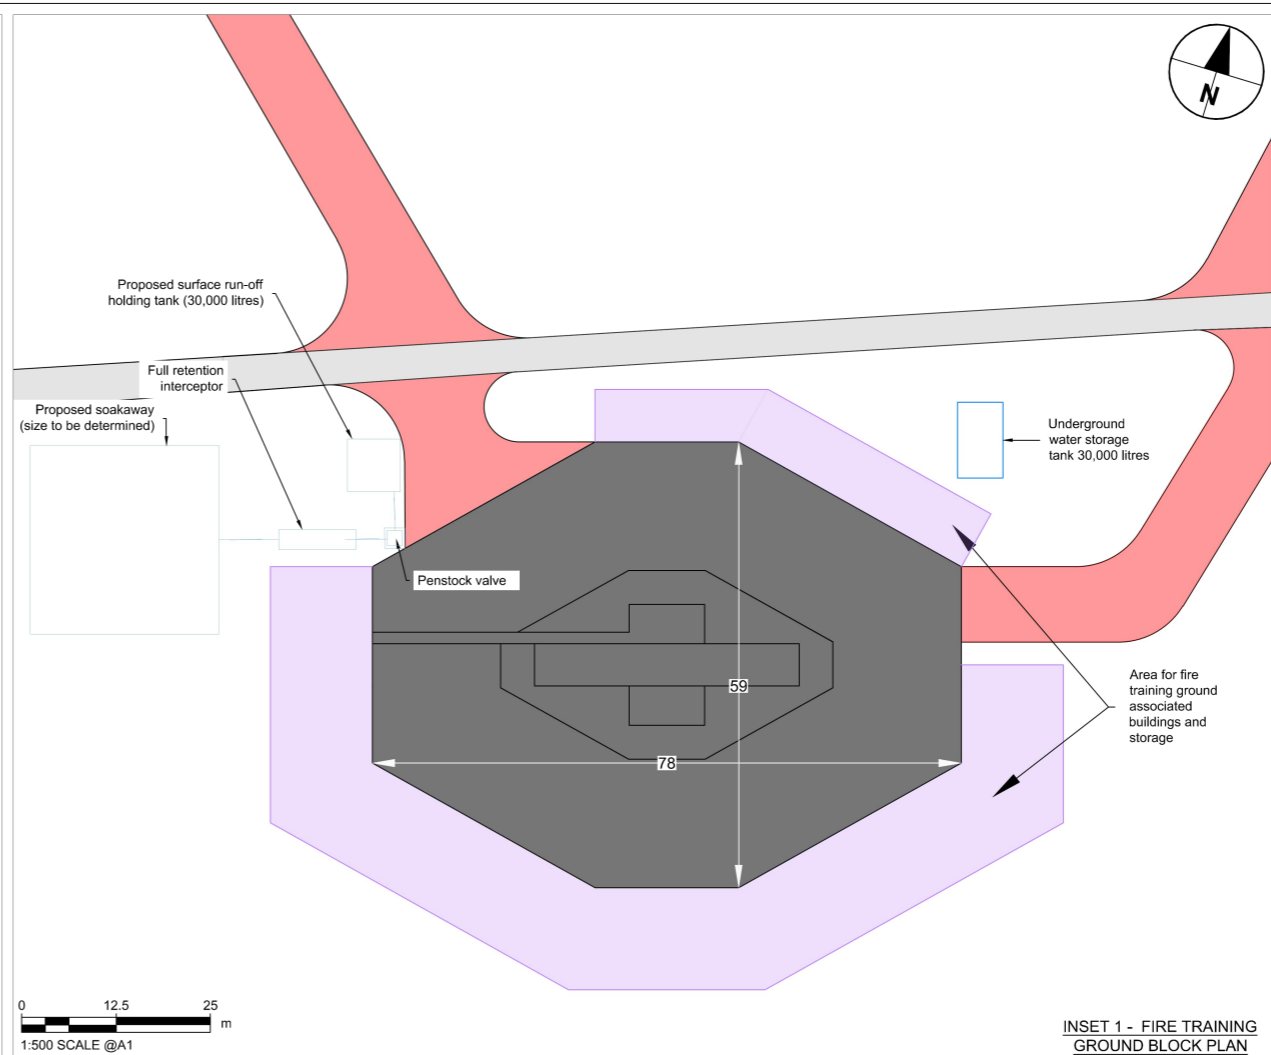 N
Proposed surface run-off
holding tank (30,000 litres)
Full retention
interceptor
Proposed soakaway
(size to be determined)
Underground
water storage
tank 30,000 litres
Penstock valve
59
Area for fire
training ground
associated
buildings and
storage
78
0 12.5 25
m
1:500 SCALE @A1
INSET 1 - FIRE TRAINING
GROUND BLOCK PLAN